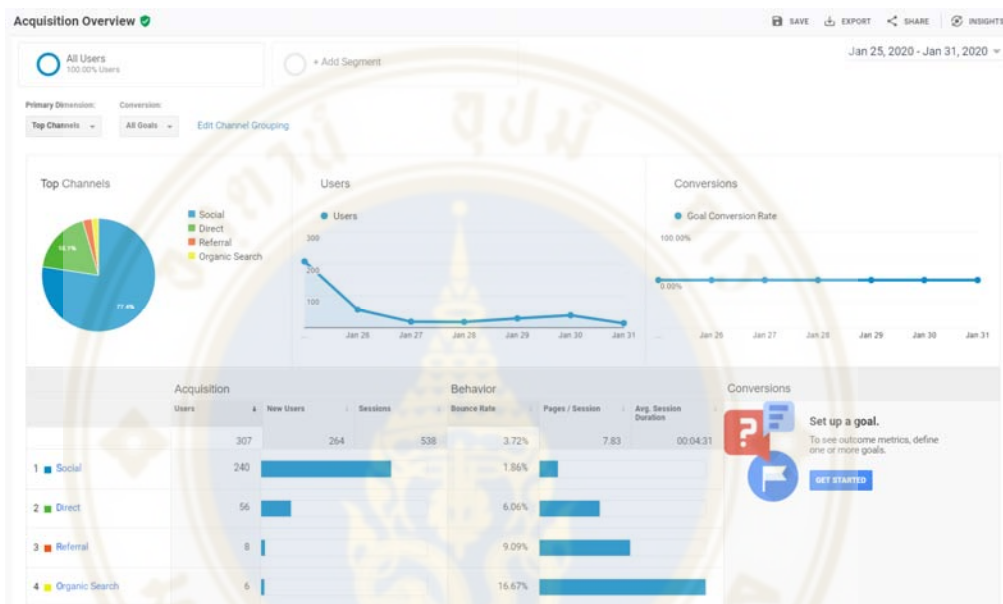 Acquisition Overview
SAVE EXPORT SHARE INSIGHTS
All Users
100.00% Users
+ Add Segment
Jan 25, 2020 - Jan 31, 2020
Primary Dimension: Conversion:
Top Channels All Goals Edit Channel Grouping
Top Channels
Social
Direct
Referral
Organic Search
18.1%
77.4%
Users
Users
300
200
100
... Jan 26 Jan 27 Jan 28 Jan 29 Jan 30 Jan 31
Conversions
Goal Conversion Rate
100.00%
0.00%
... Jan 26 Jan 27 Jan 28 Jan 29 Jan 30 Jan 31
Acquisition Behavior Conversions
Users New Users Sessions Bounce Rate Pages / Session Avg. Session Duration
307 264 538 3.72% 7.83 00:04:31
1 Social 240 1.86%
2 Direct 56 6.06%
3 Referral 8 9.09%
4 Organic Search 6 16.67%
Set up a goal.
To see outcome metrics, define
one or more goals.
GET STARTED